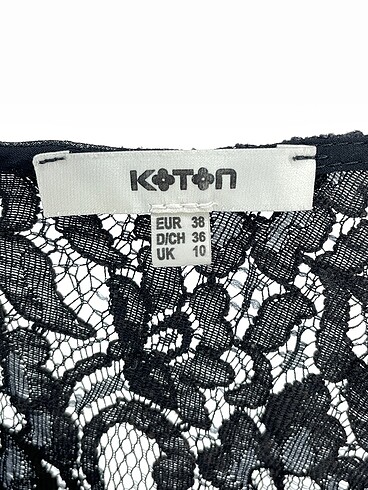 KOTON
EUR 38
D/CH 36
UK 10